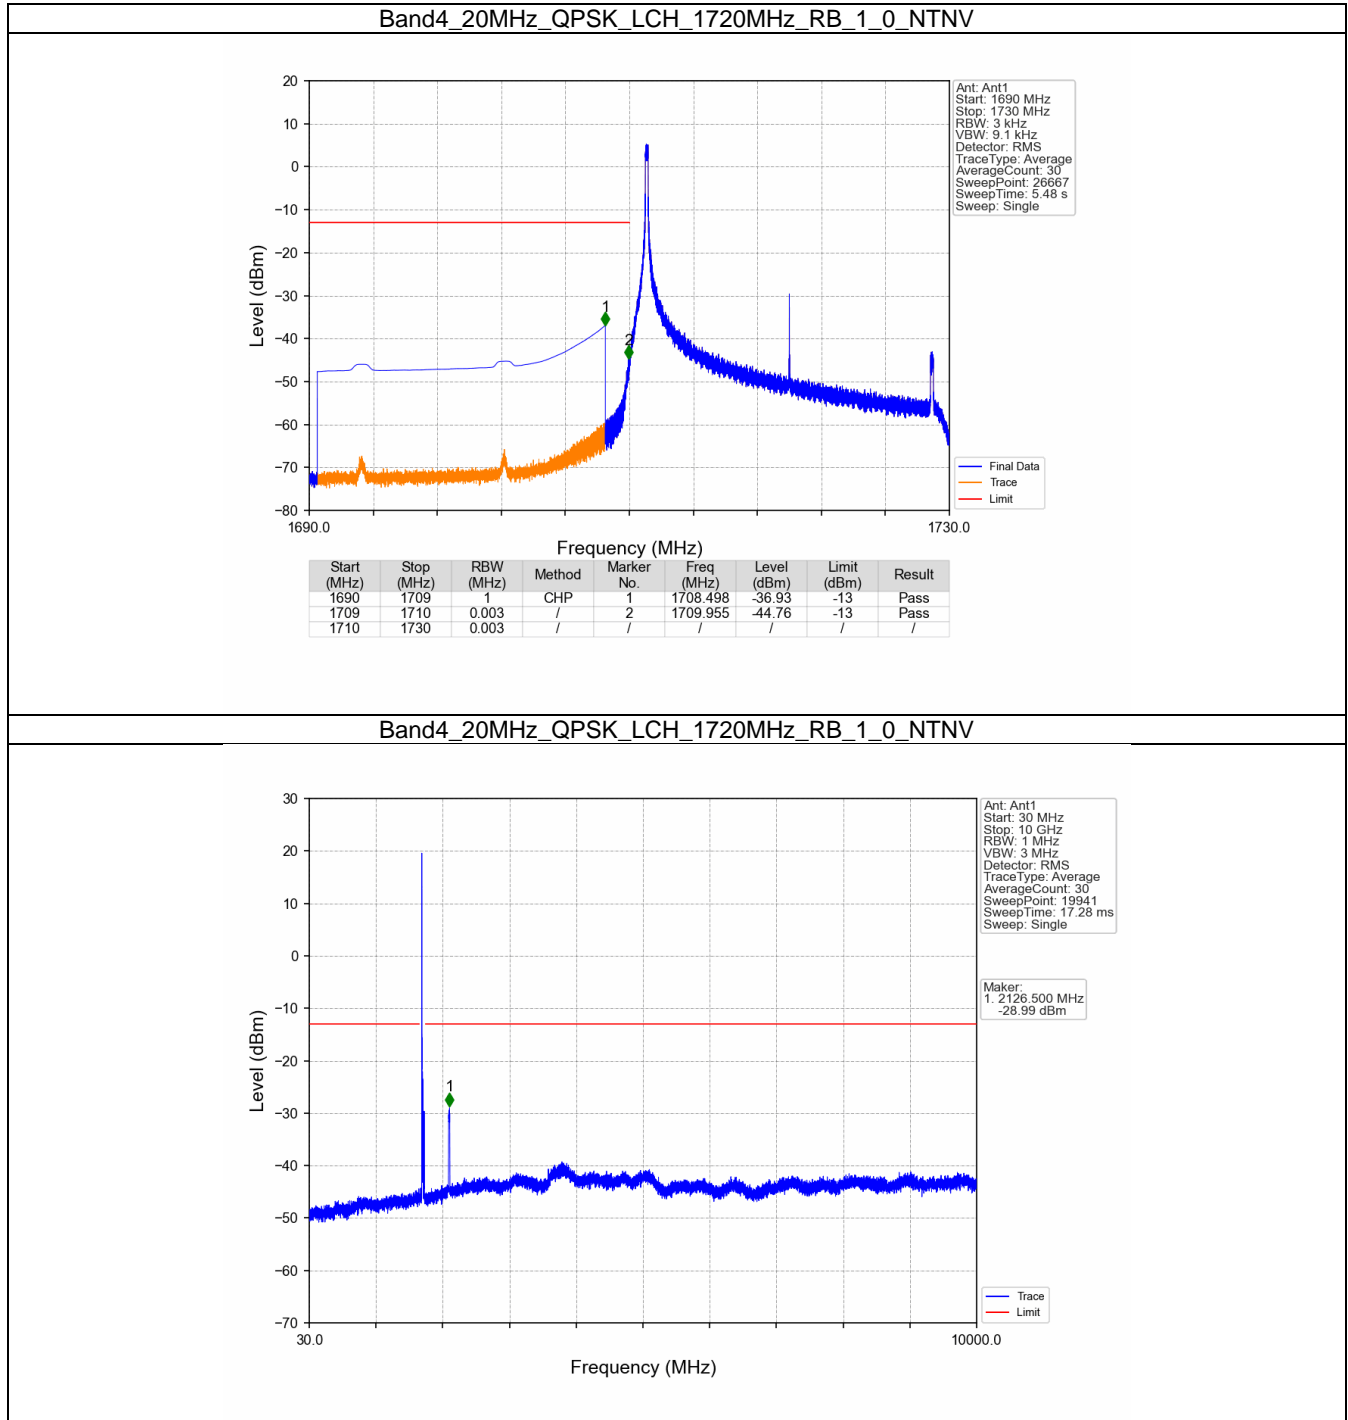 Band4_20MHz_QPSK_LCH_1720MHz_RB_1_0_NTNV
20
10
0
−10
−20
−30
−40
−50
−60
−70
−80
Level (dBm)
1
2
1690.0
1730.0
Frequency (MHz)
Ant: Ant1
Start: 1690 MHz
Stop: 1730 MHz
RBW: 3 kHz
VBW: 9.1 kHz
Detector: RMS
TraceType: Average
AverageCount: 30
SweepPoint: 26667
SweepTime: 5.48 s
Sweep: Single
Final Data
Trace
Limit
Start (MHz) Stop (MHz) RBW (MHz) Method Marker No. Freq (MHz) Level (dBm) Limit (dBm) Result
1690 1709 1 CHP 1 1708.498 -36.93 -13 Pass
1709 1710 0.003 / 2 1709.955 -44.76 -13 Pass
1710 1730 0.003 / / / / / /
Band4_20MHz_QPSK_LCH_1720MHz_RB_1_0_NTNV
30
20
10
0
−10
−20
−30
−40
−50
−60
−70
Level (dBm)
1
30.0
10000.0
Frequency (MHz)
Ant: Ant1
Start: 30 MHz
Stop: 10 GHz
RBW: 1 MHz
VBW: 3 MHz
Detector: RMS
TraceType: Average
AverageCount: 30
SweepPoint: 19941
SweepTime: 17.28 ms
Sweep: Single
Maker:
1. 2126.500 MHz
-28.99 dBm
Trace
Limit